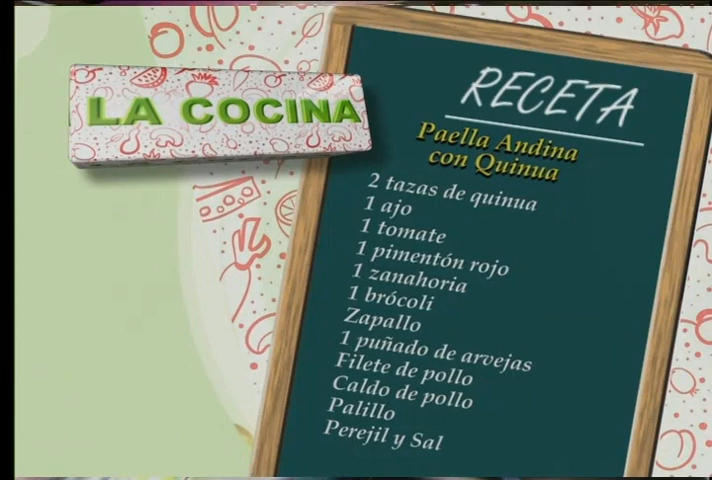 LA COCINA
RECETA
Paella Andina
con Quinua
2 tazas de quinua
1 ajo
1 tomate
1 pimentón rojo
1 zanahoria
1 brócoli
Zapallo
1 puñado de arvejas
Filete de pollo
Caldo de pollo
Palillo
Perejil y Sal